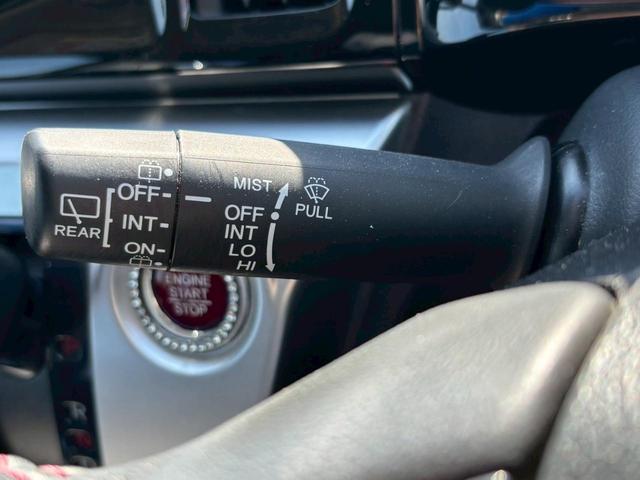 REAR
OFF
INT
ON
MIST
OFF
INT
LO
HI
PULL
ENGINE
START
STOP
R